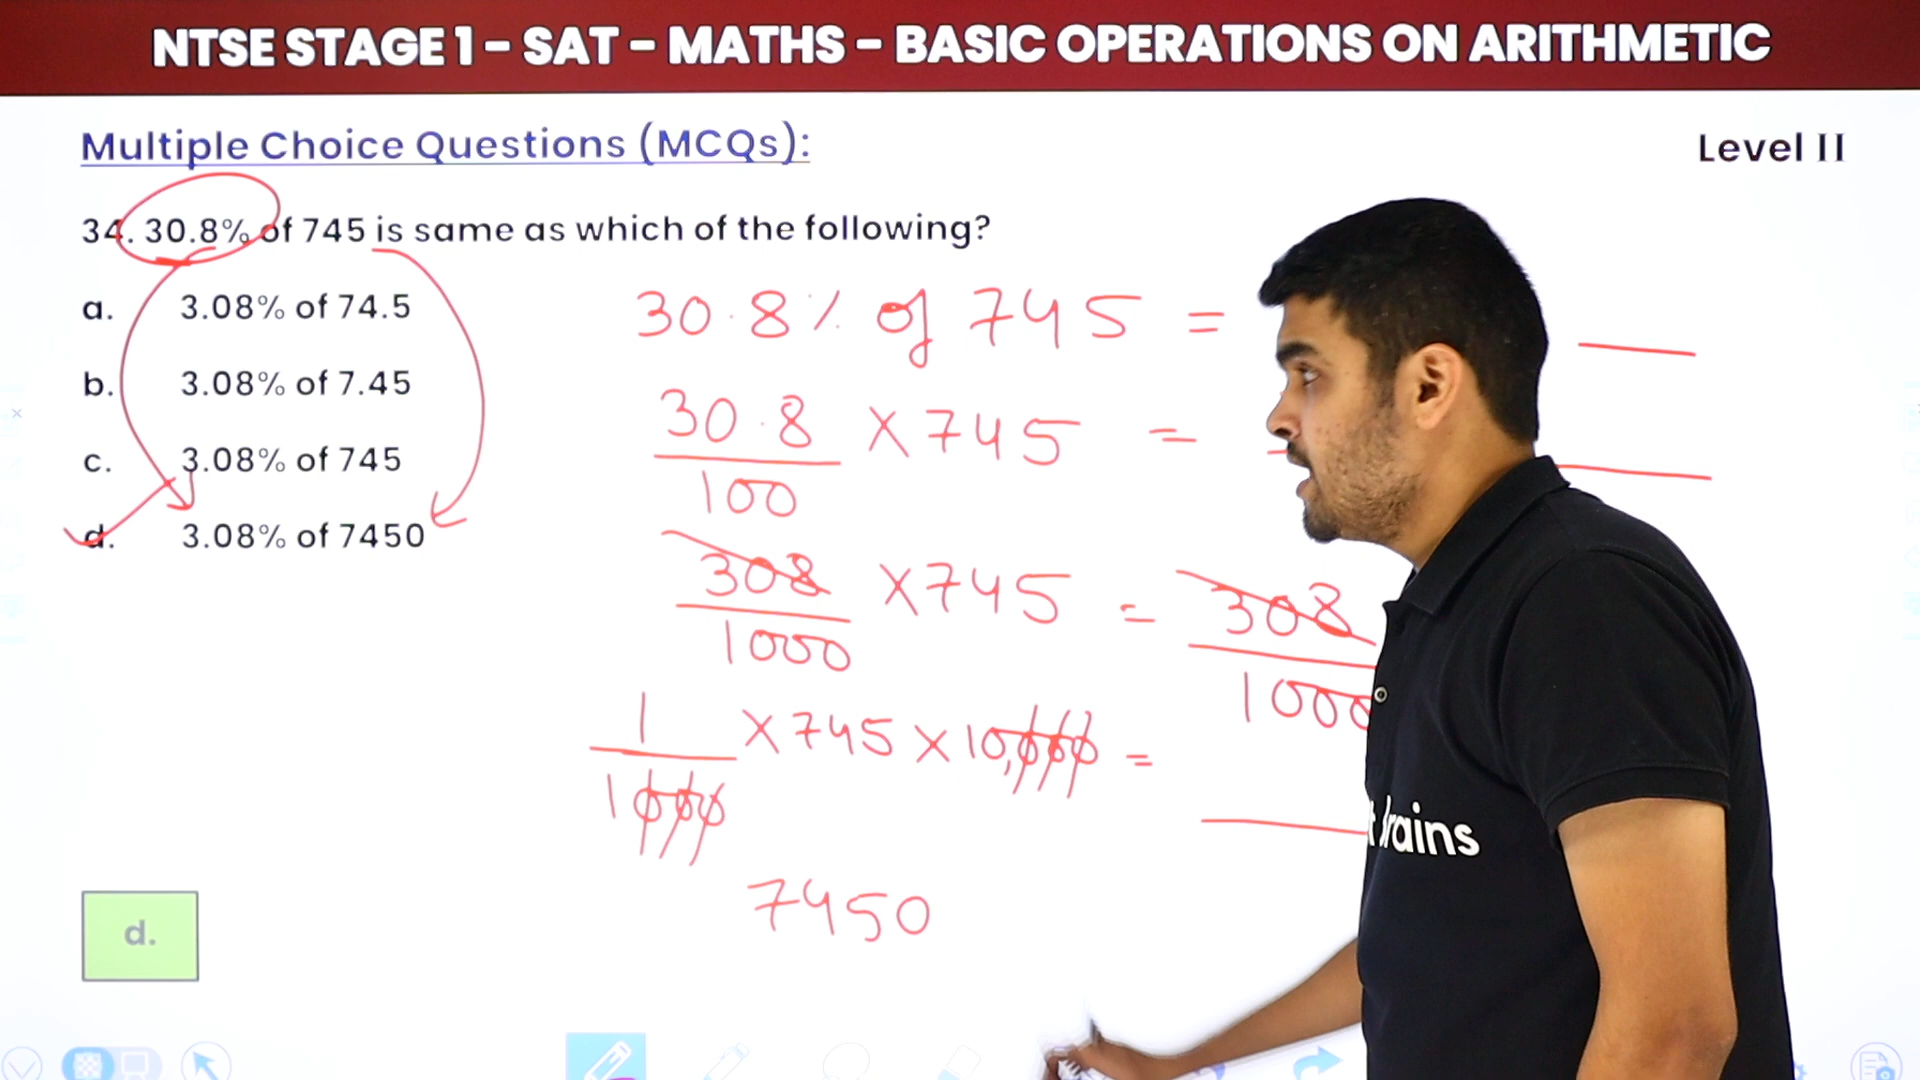 NTSE STAGE 1 – SAT – MATHS – BASIC OPERATIONS ON ARITHMETIC
Multiple Choice Questions (MCQs):
Level II
34. 30.8% of 745 is same as which of the following?
a. 3.08% of 74.5
b. 3.08% of 7.45
c. 3.08% of 745
d. 3.08% of 7450
30.8% of 745 =
30.8
100
× 745 =
308
1000
× 745 =
308
1000
1
1000
× 745 × 10,000 =
7450
d.
rains